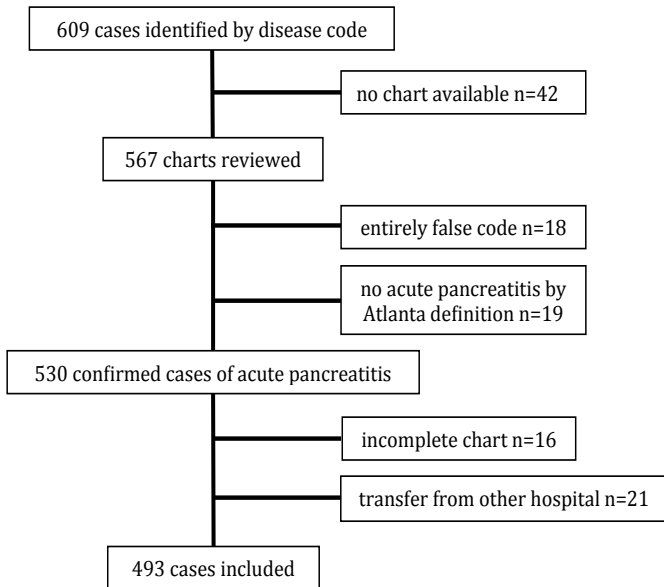 609 cases identified by disease code
no chart available n=42
567 charts reviewed
entirely false code n=18
no acute pancreatitis by
Atlanta definition n=19
530 confirmed cases of acute pancreatitis
incomplete chart n=16
transfer from other hospital n=21
493 cases included